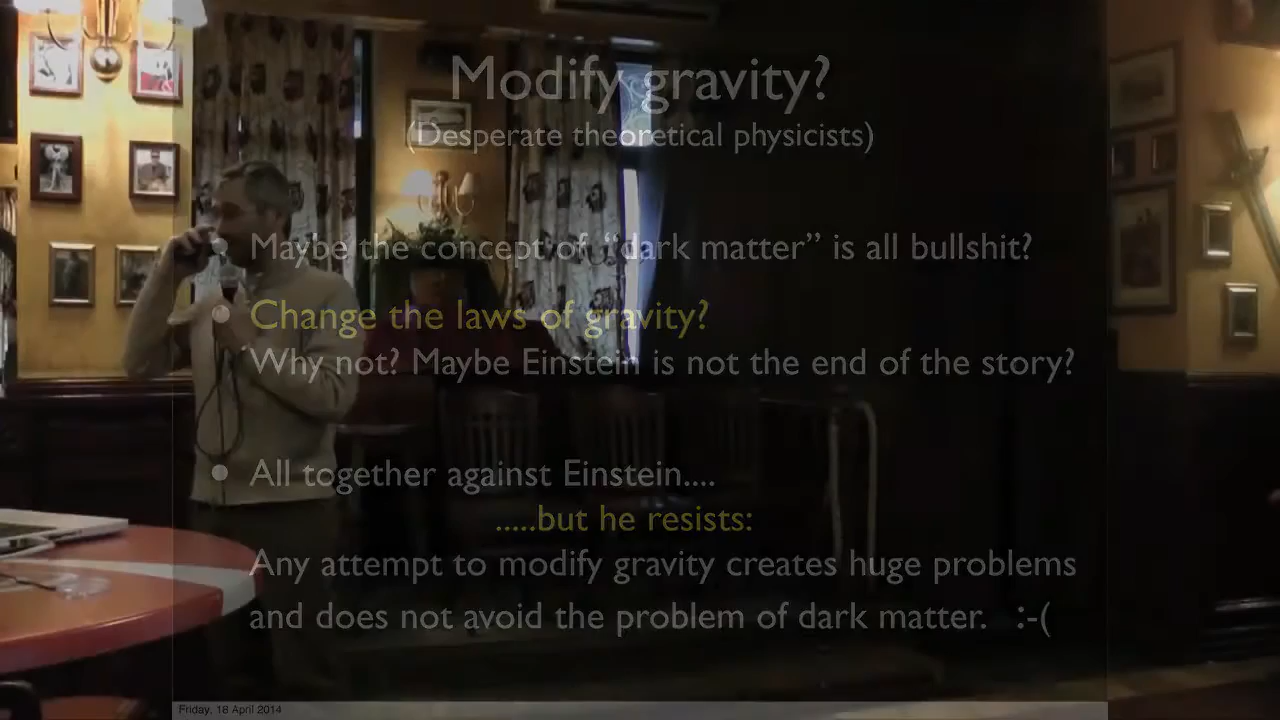 Modify gravity?
(Desperate theoretical physicists)
Maybe the concept of “dark matter” is all bullshit?
Change the laws of gravity?
Why not? Maybe Einstein is not the end of the story?
All together against Einstein....
.....but he resists:
Any attempt to modify gravity creates huge problems
and does not avoid the problem of dark matter. :-(
Friday, 18 April 2014